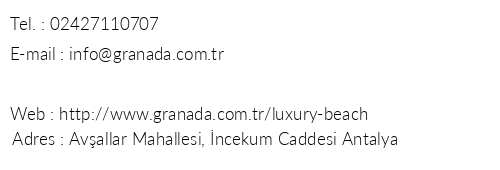 Tel. : 02427110707
E-mail : info@granada.com.tr
Web : http://www.granada.com.tr/luxury-beach
Adres : Avşallar Mahallesi, İncekum Caddesi Antalya